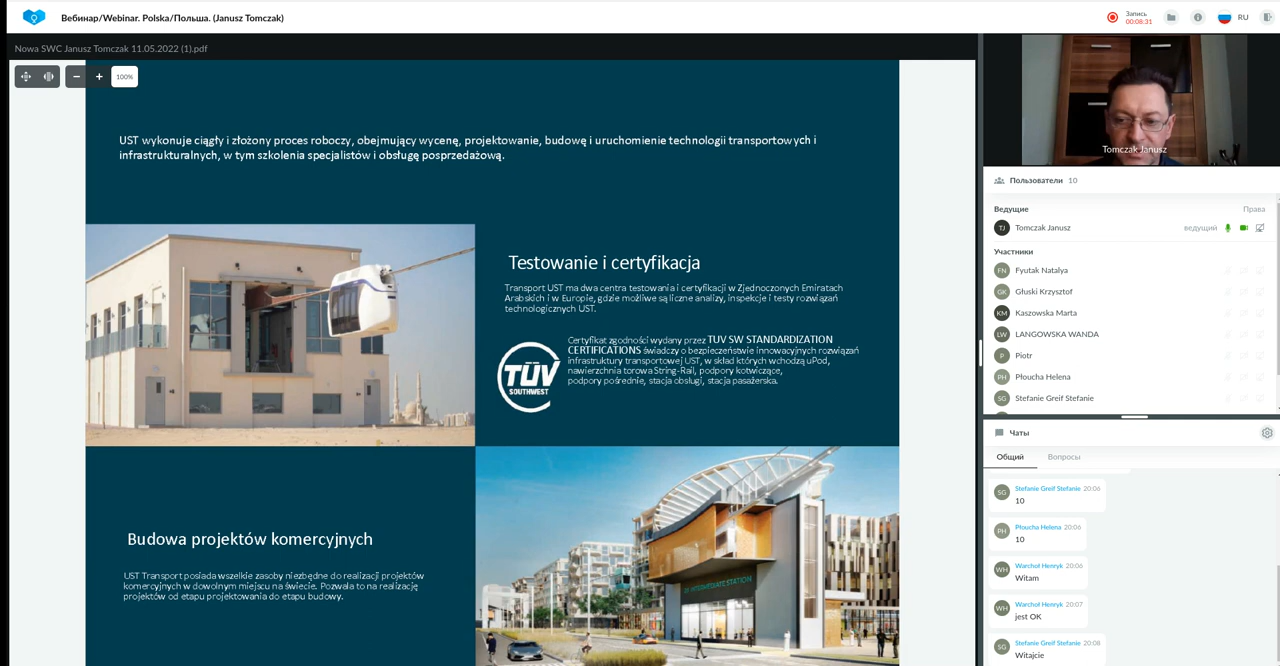 Вебинар/Webinar. Polska/Польша. (Janusz Tomczak)
Запись
00:08:31
RU
Nowa SWC Janusz Tomczak 11.05.2022 (1).pdf
100%
UST wykonuje ciągły i złożony proces roboczy, obejmujący wycenę, projektowanie, budowę i uruchomienie technologii transportowych i
infrastrukturalnych, w tym szkolenia specjalistów i obsługę posprzedażową.
Testowanie i certyfikacja
Transport UST ma dwa centra testowania i certyfikacji w Zjednoczonych Emiratach
Arabskich i w Europie, gdzie możliwe są liczne analizy, inspekcje i testy rozwiązań
technologicznych UST.
Certyfikat zgodności wydany przez TUV SW STANDARDIZATION
CERTIFICATIONS świadczy o bezpieczeństwie innowacyjnych rozwiązań
infrastruktury transportowej UST, w skład których wchodzą uPod,
nawierzchnia torowa String-Rail, podpory kotwiczące,
podpory pośrednie, stacja obsługi, stacja pasażerska.
TÜV
SOUTHWEST
Budowa projektów komercyjnych
UST Transport posiada wszelkie zasoby niezbędne do realizacji projektów
komercyjnych w dowolnym miejscu na świecie. Pozwala to na realizację
projektów od etapu projektowania do etapu budowy.
INTERMEDIATE STATION
Tomczak Janusz
Пользователи 10
Ведущие Права
TJ Tomczak Janusz ведущий
Участники
FN Fyutak Natalya
GK Głuski Krzysztof
KM Kaszowska Marta
LW LANGOWSKA WANDA
P Piotr
PH Płoucha Helena
SG Stefanie Greif Stefanie
Чаты
Общий Вопросы
SG Stefanie Greif Stefanie 20:06
10
PH Płoucha Helena 20:06
10
WH Warchoł Henryk 20:06
Witam
WH Warchoł Henryk 20:07
jest OK
SG Stefanie Greif Stefanie 20:08
Witajcie